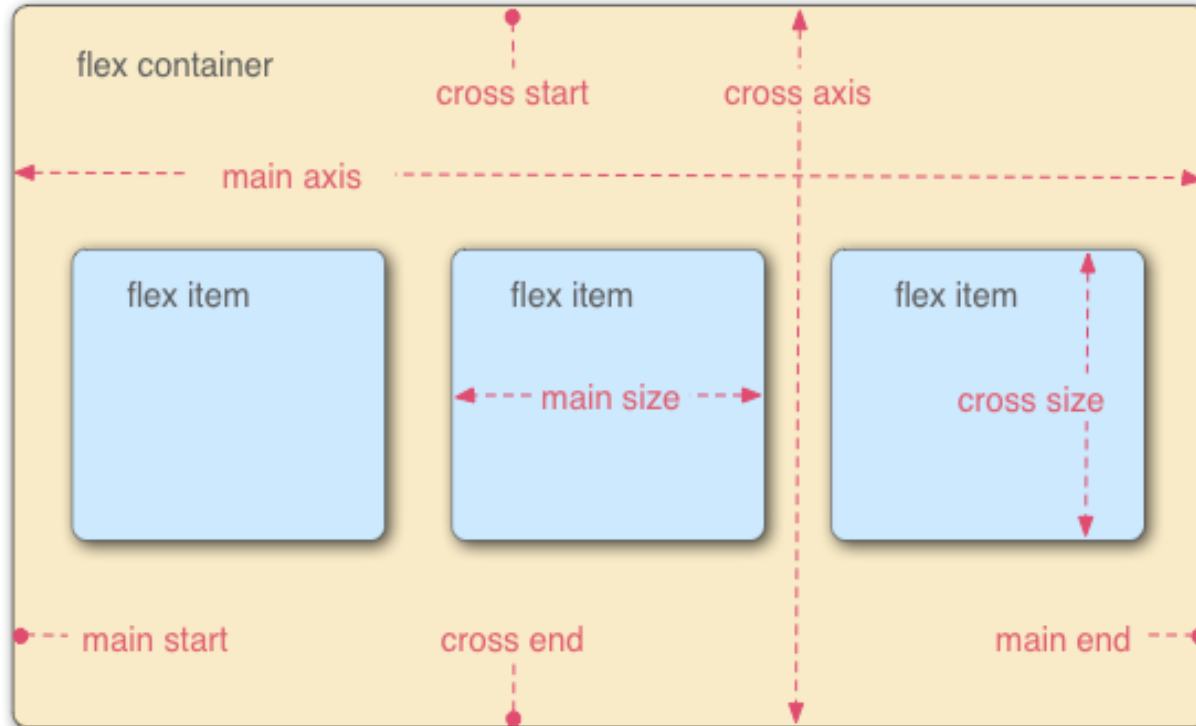 flex container
cross start
cross axis
main axis
flex item
flex item
flex item
main size
cross size
main start
cross end
main end